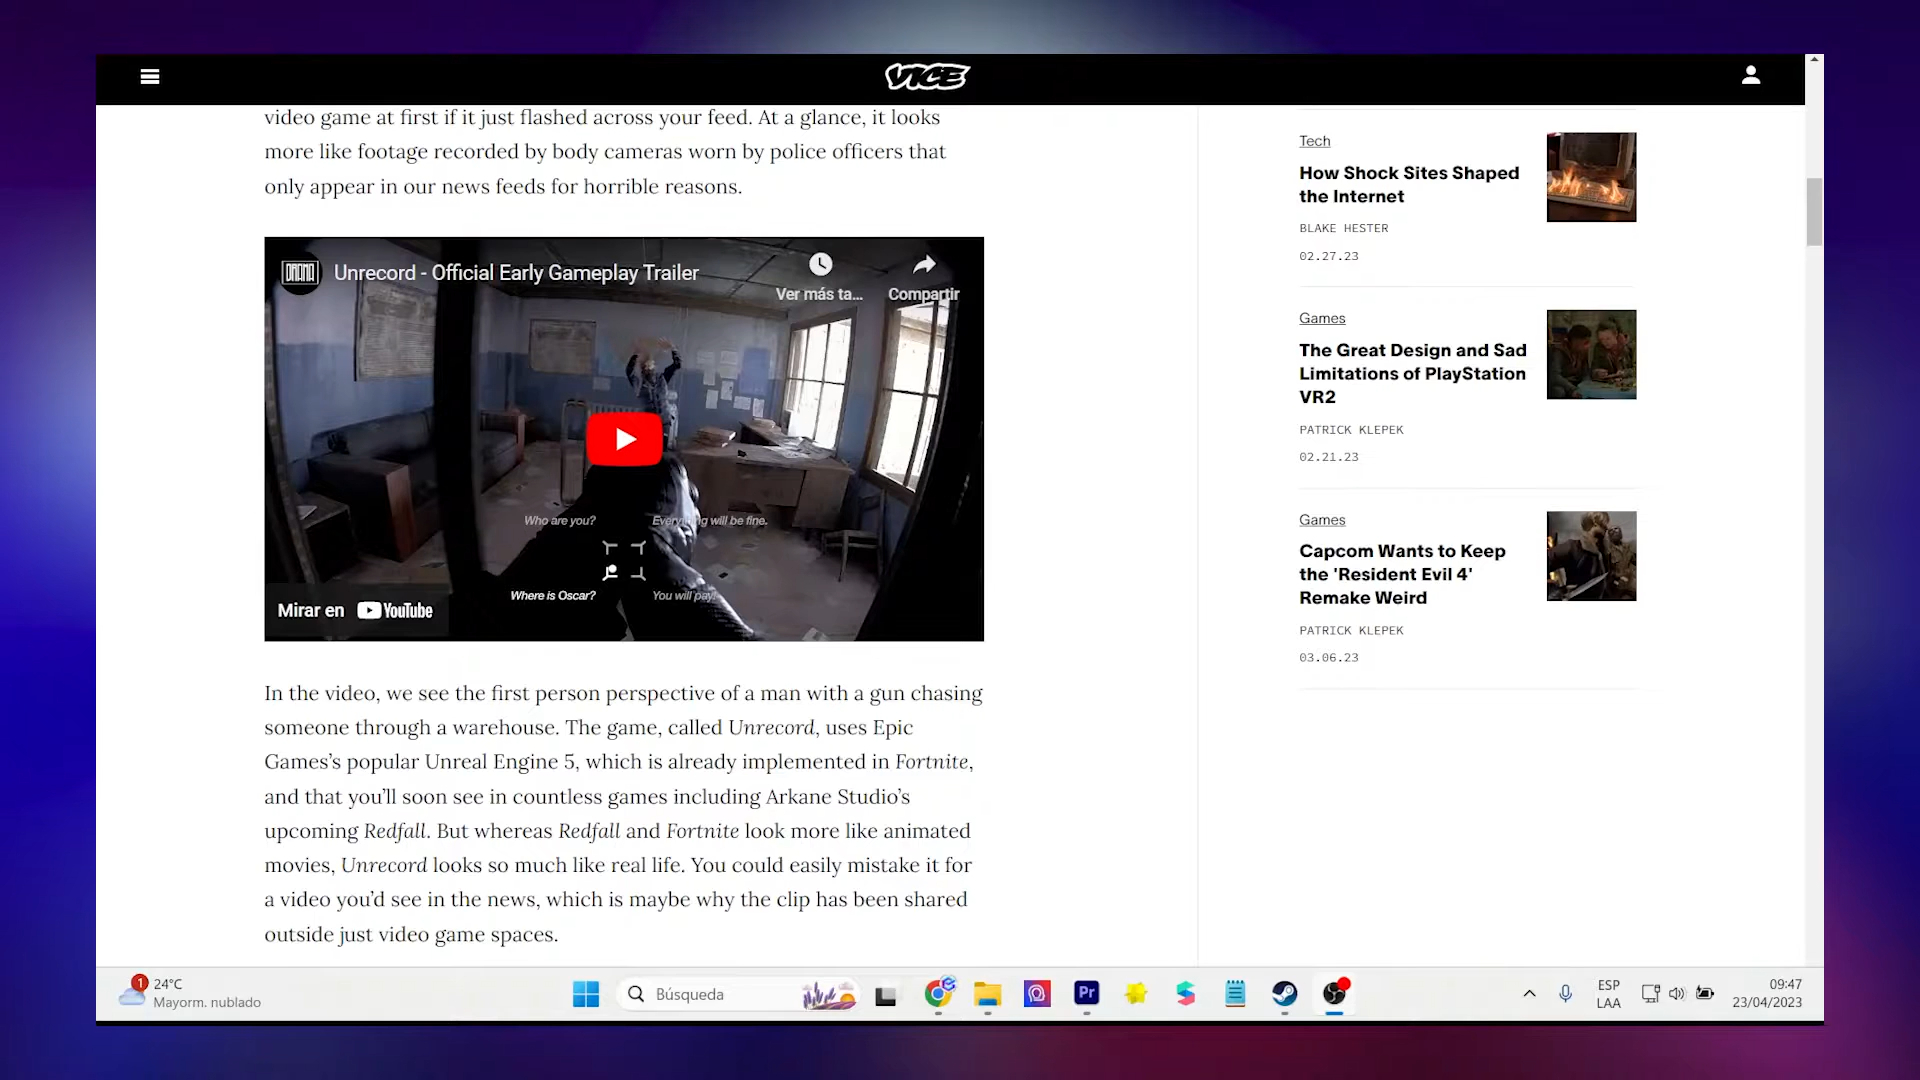 VICE
video game at first if it just flashed across your feed. At a glance, it looks
more like footage recorded by body cameras worn by police officers that
only appear in our news feeds for horrible reasons.
DRAMA
Unrecord - Official Early Gameplay Trailer
Ver más ta...
Compartir
Who are you?
Everything will be fine.
Where is Oscar?
You will pay!
Mirar en YouTube
In the video, we see the first person perspective of a man with a gun chasing
someone through a warehouse. The game, called Unrecord, uses Epic
Games’s popular Unreal Engine 5, which is already implemented in Fortnite,
and that you’ll soon see in countless games including Arkane Studio’s
upcoming Redfall. But whereas Redfall and Fortnite look more like animated
movies, Unrecord looks so much like real life. You could easily mistake it for
a video you’d see in the news, which is maybe why the clip has been shared
outside just video game spaces.
Tech
How Shock Sites Shaped
the Internet
BLAKE HESTER
02.27.23
Games
The Great Design and Sad
Limitations of PlayStation
VR2
PATRICK KLEPEK
02.21.23
Games
Capcom Wants to Keep
the 'Resident Evil 4'
Remake Weird
PATRICK KLEPEK
03.06.23
1
24°C
Mayorm. nublado
Búsqueda
Pr
ESP
LAA
09:47
23/04/2023